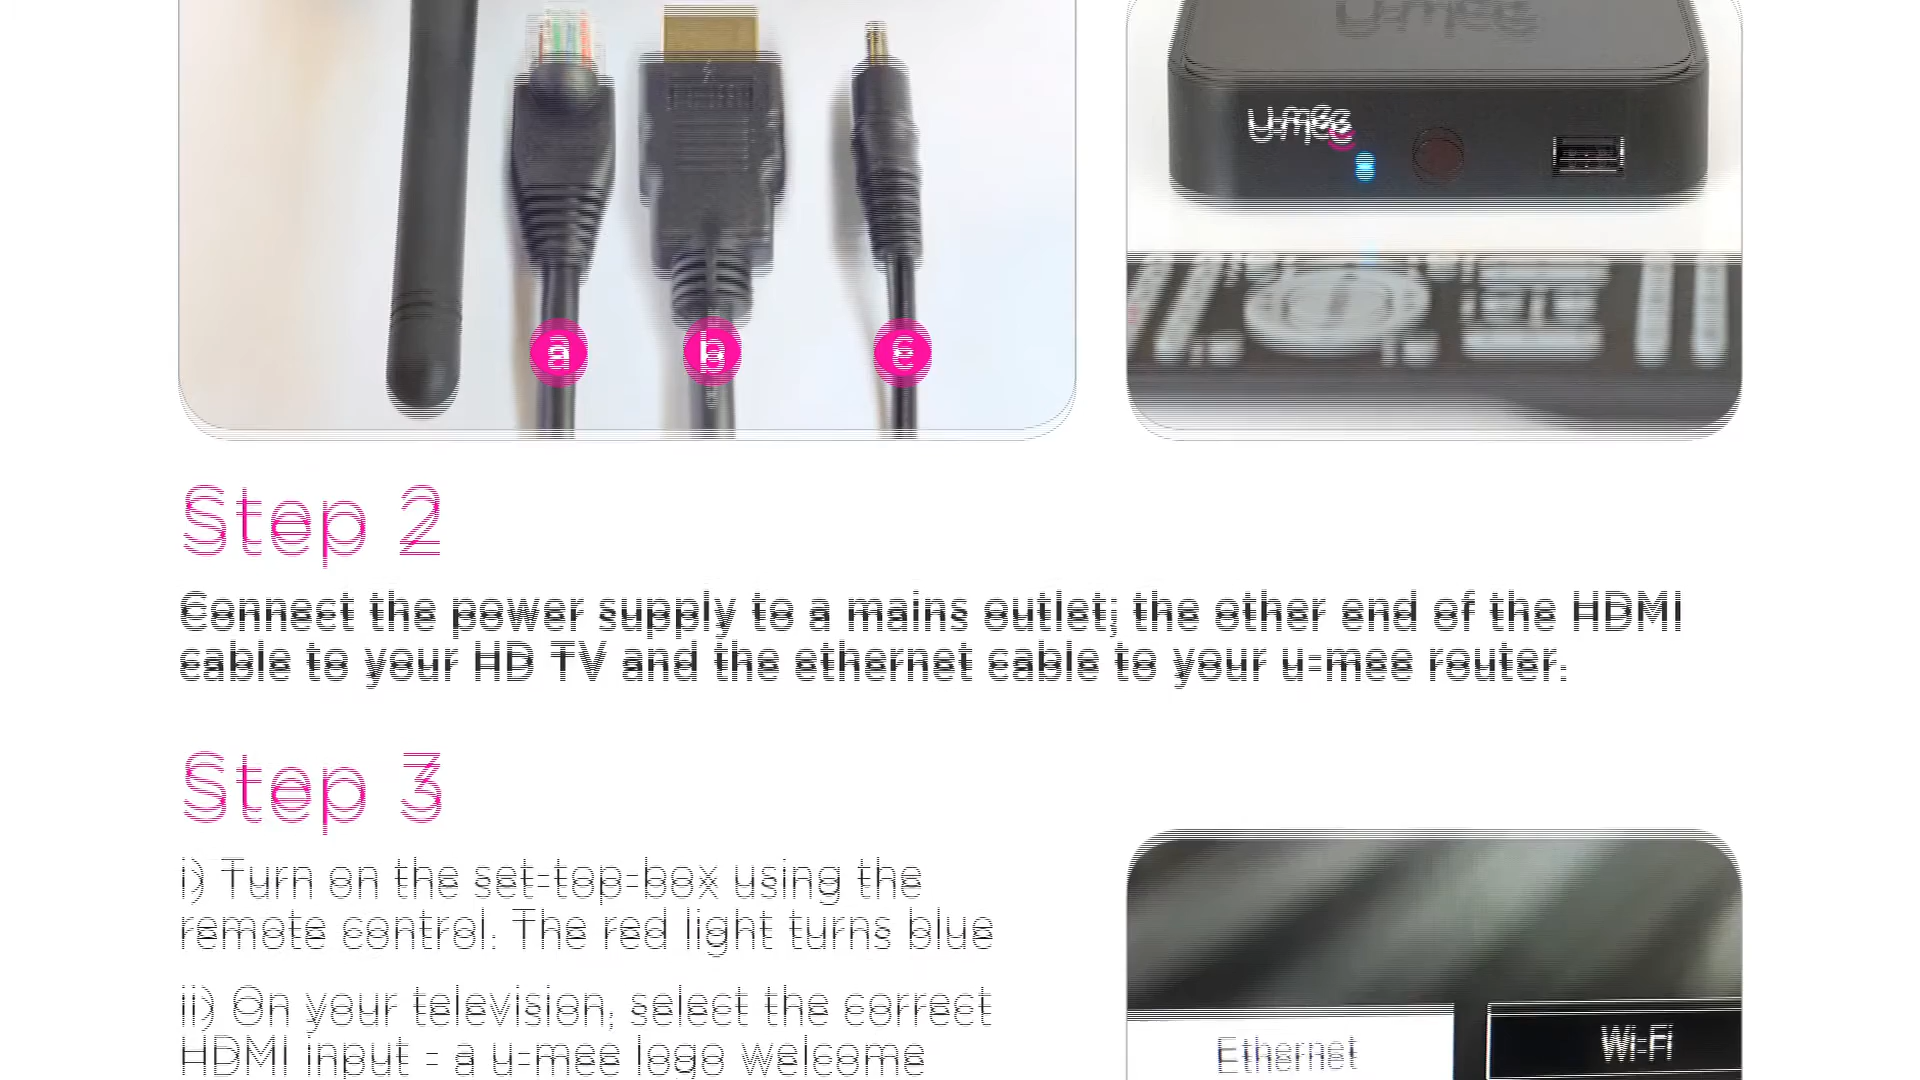 u-mee
u-mee
a
b
c
Step 2
Connect the power supply to a mains outlet; the other end of the HDMI
cable to your HD TV and the ethernet cable to your u-mee router.
Step 3
i) Turn on the set-top-box using the
remote control. The red light turns blue
ii) On your television, select the correct
HDMI input - a u-mee logo welcome
Ethernet
Wi-Fi